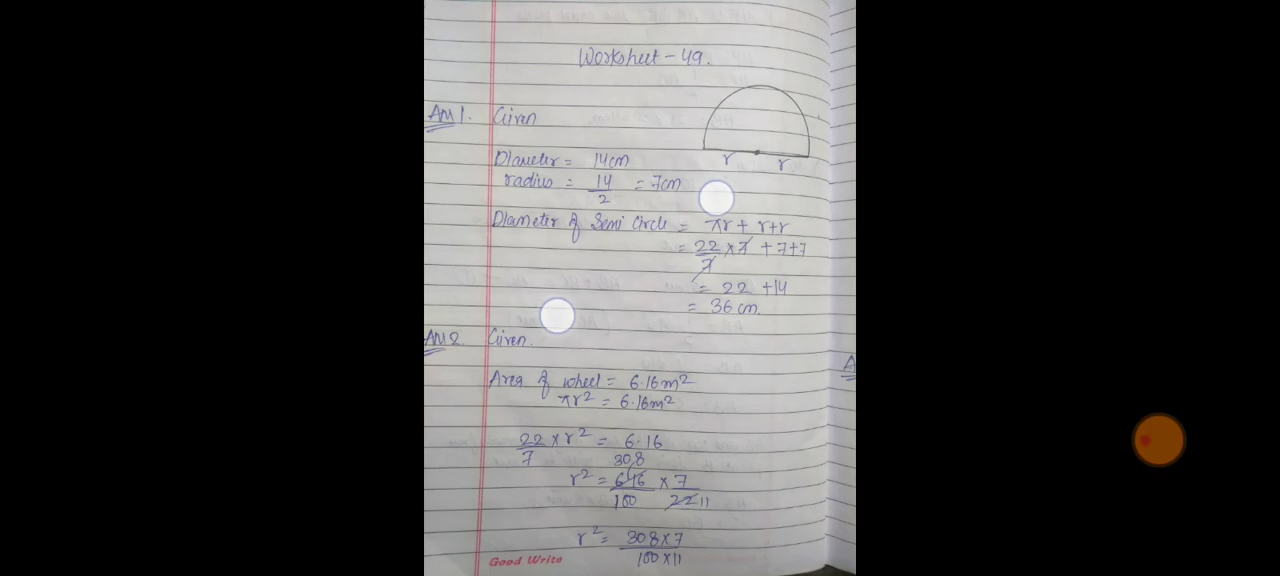 Worksheet - 49.
Ans 1. Given
Diameter = 14cm
r r
radius = 14/2 = 7cm
Diameter of Semi Circle = πr + r+r
= 22/7 × 7 + 7+7
= 22 + 14
= 36 cm.
Ans 2. Given.
Area of wheel = 6.16m²
πr² = 6.16m²
22/7 × r² = 6.16
308
r² = 616/100 × 7/22 11
r² = 308×7/100×11
Good Write